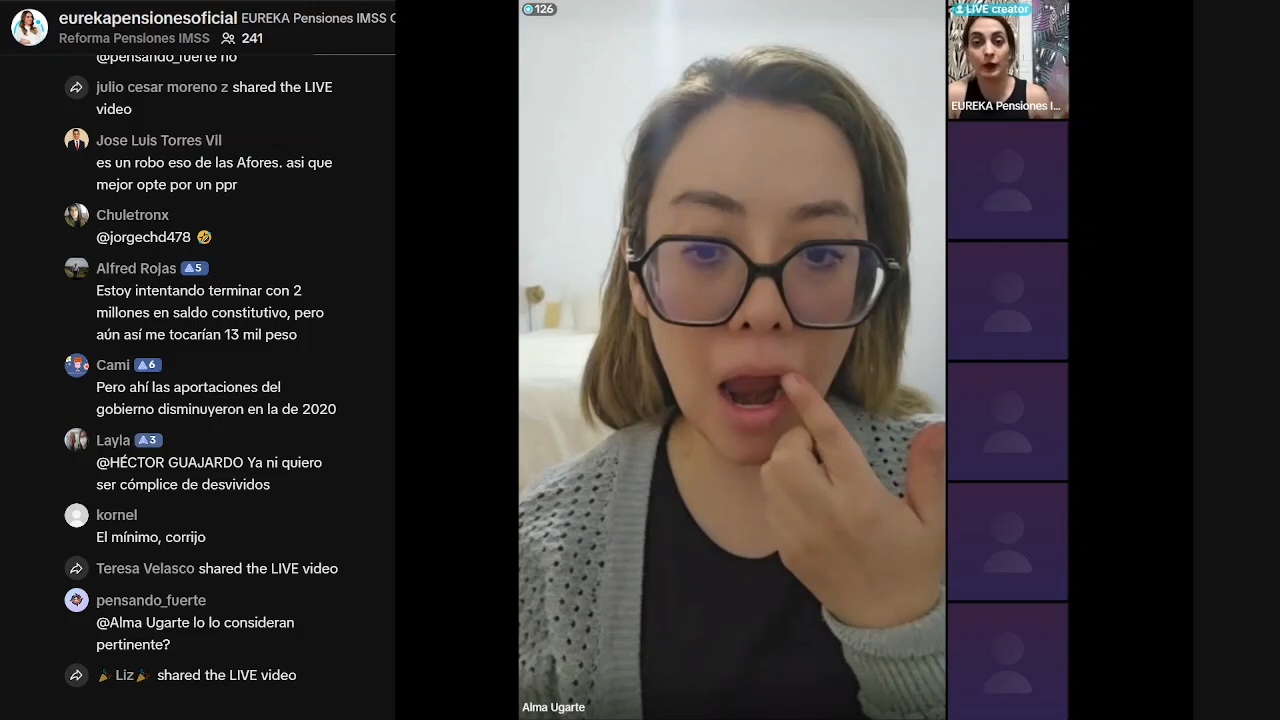 eurekapensionesoficial EUREKA Pensiones IMSS
Reforma Pensiones IMSS 241
@pensando_fuerte no
julio cesar moreno z shared the LIVE
video
Jose Luis Torres Vil
es un robo eso de las Afores. asi que
mejor opte por un ppr
Chuletronx
@jorgechd478 🤣
Alfred Rojas 5
Estoy intentando terminar con 2
millones en saldo constitutivo, pero
aún así me tocarían 13 mil peso
Cami 6
Pero ahí las aportaciones del
gobierno disminuyeron en la de 2020
Layla 3
@HÉCTOR GUAJARDO Ya ni quiero
ser cómplice de desvividos
kornel
El mínimo, corrijo
Teresa Velasco shared the LIVE video
pensando_fuerte
@Alma Ugarte lo lo consideran
pertinente?
🎉Liz🎉 shared the LIVE video
126
Alma Ugarte
LIVE creator
EUREKA Pensiones I...